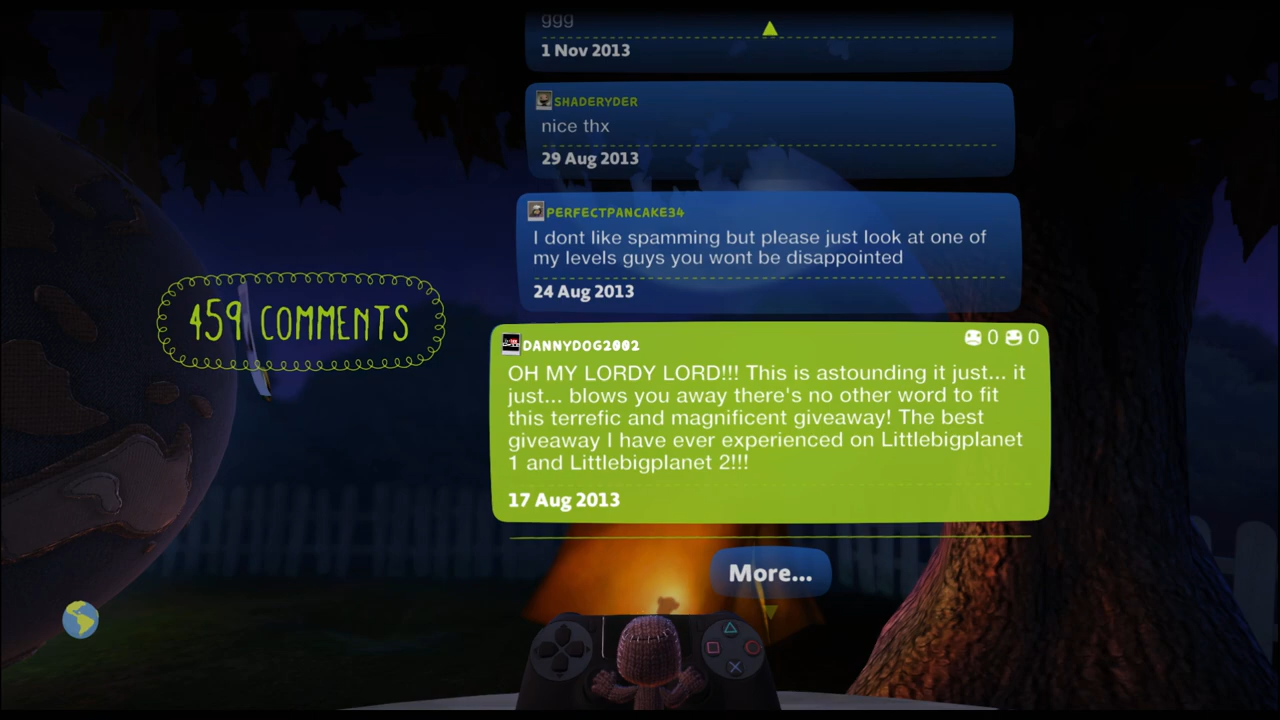 ggg
1 Nov 2013
SHADERYDER
nice thx
29 Aug 2013
PERFECTPANCAKE34
I dont like spamming but please just look at one of
my levels guys you wont be disappointed
24 Aug 2013
459 COMMENTS
DANNYDOG2002
0 0
OH MY LORDY LORD!!! This is astounding it just... it
just... blows you away there's no other word to fit
this terrefic and magnificent giveaway! The best
giveaway I have ever experienced on Littlebigplanet
1 and Littlebigplanet 2!!!
17 Aug 2013
More...